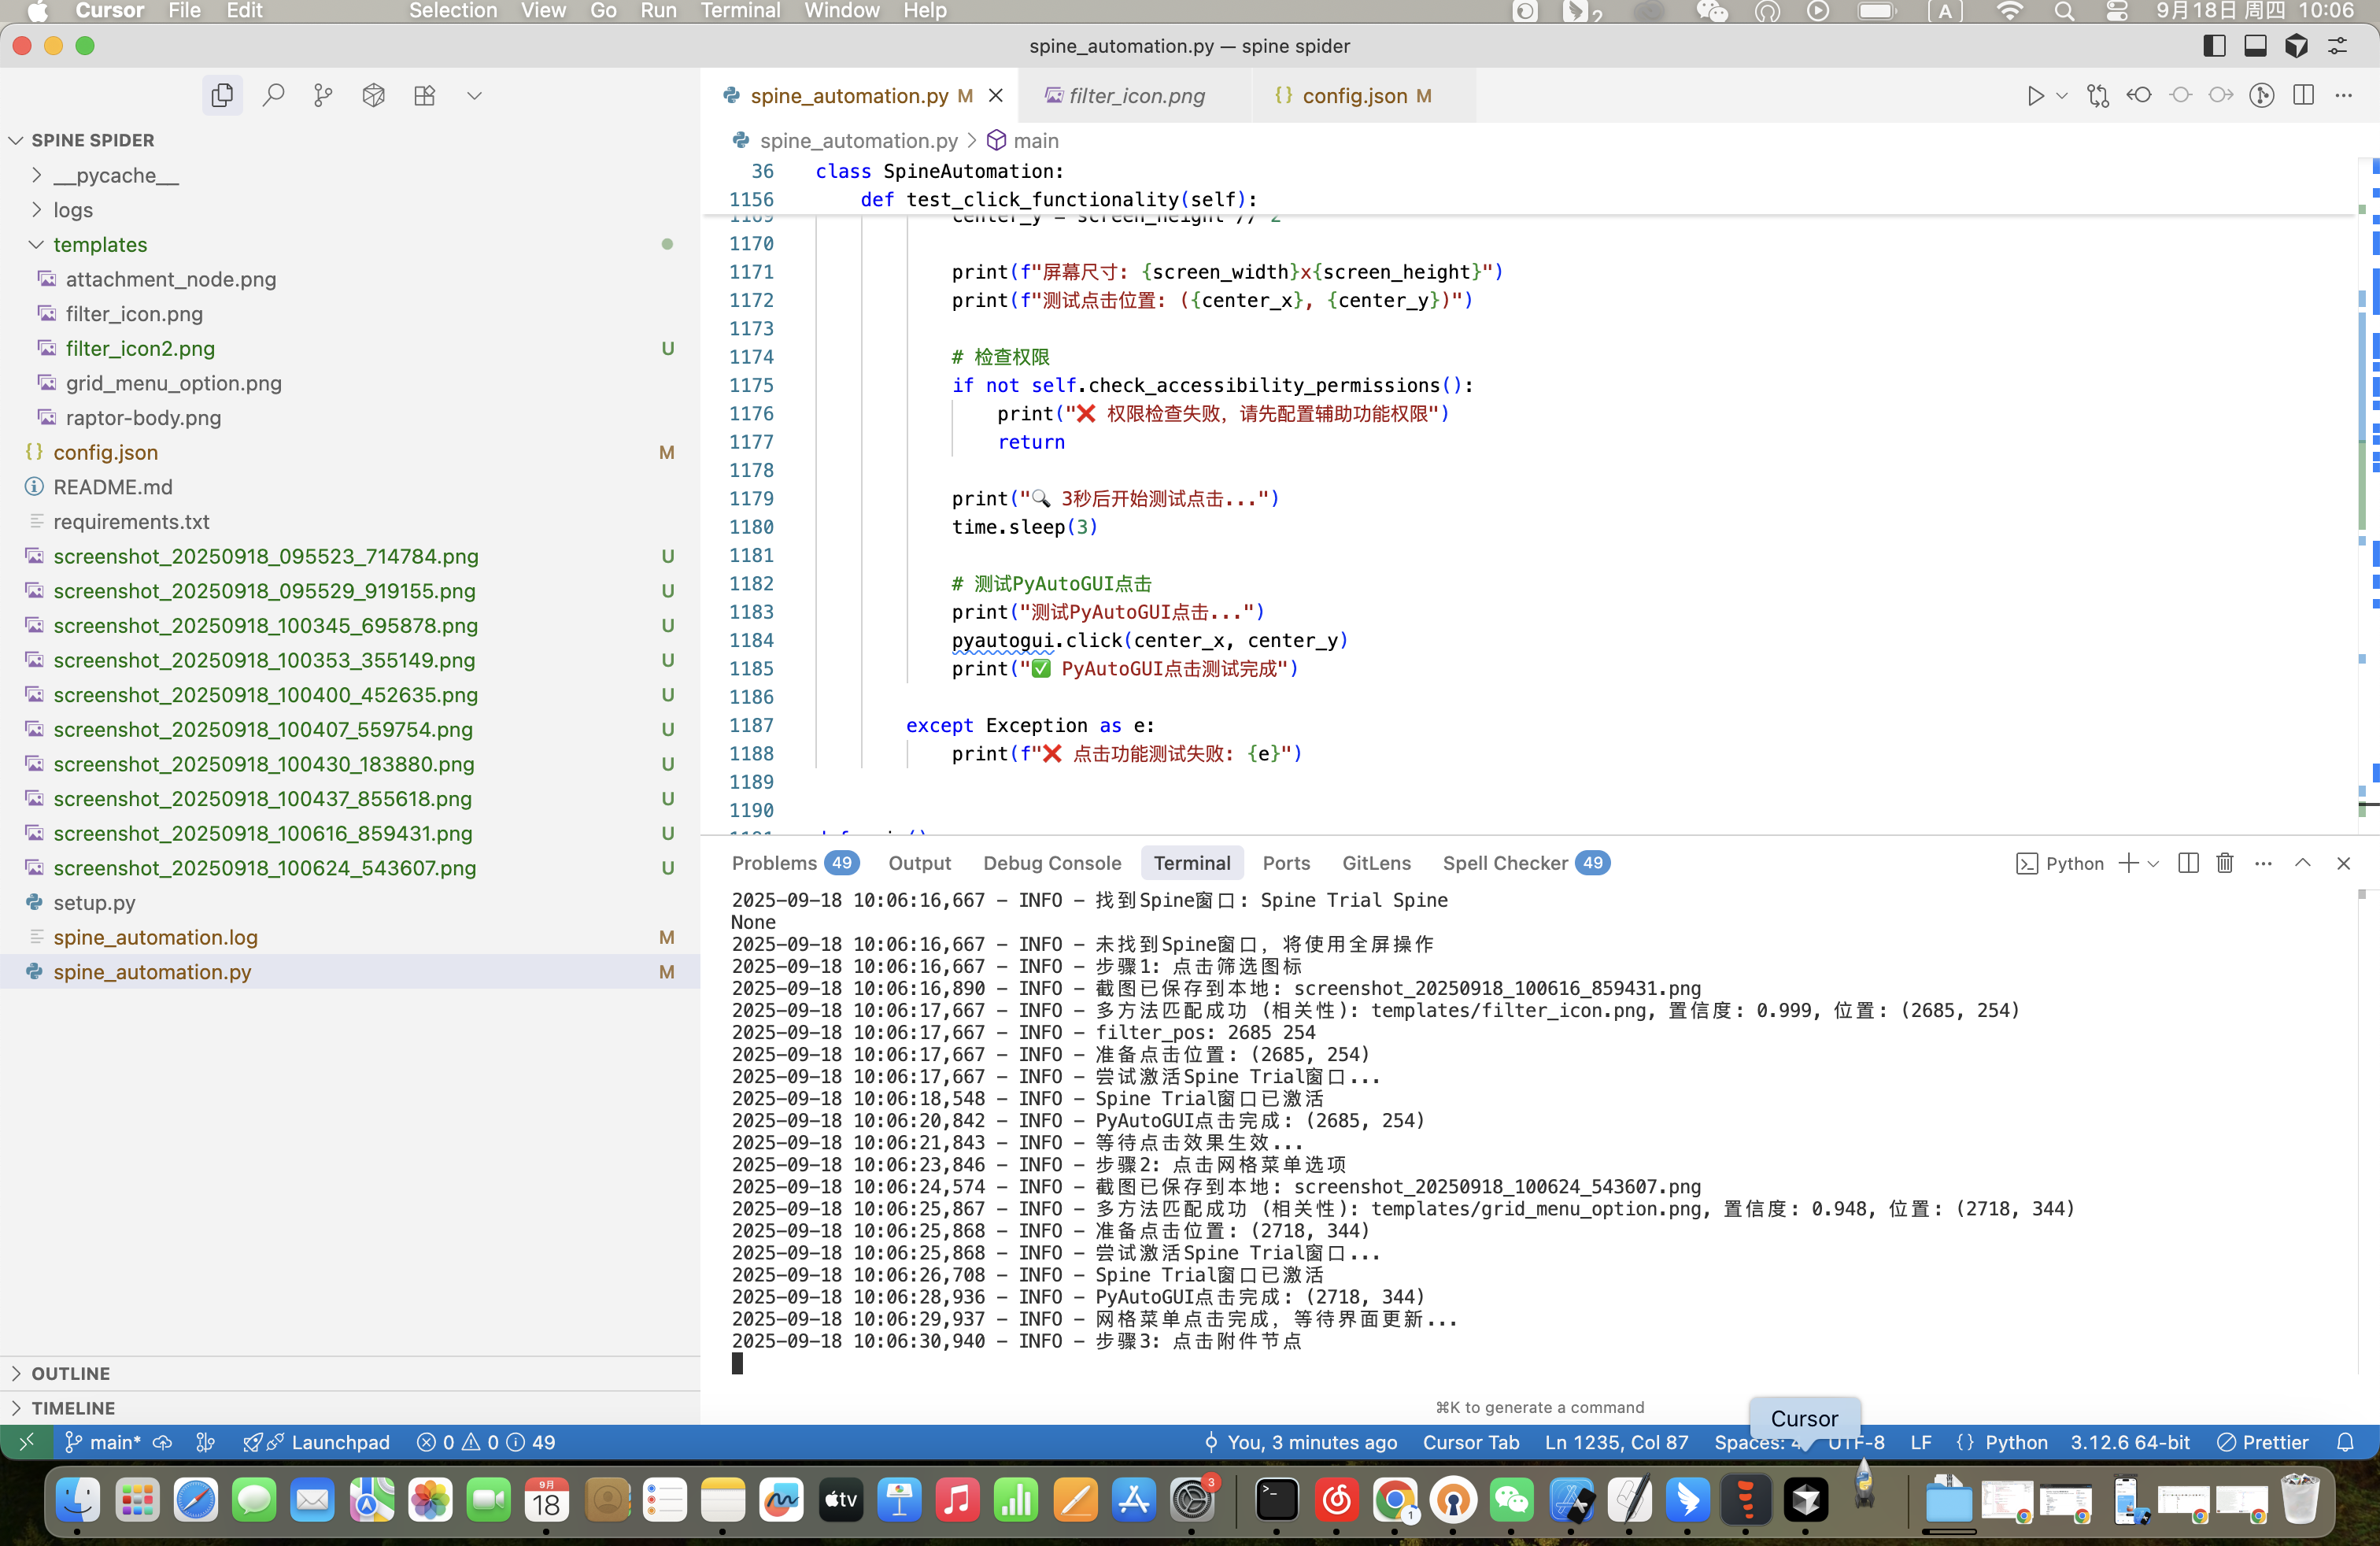 Cursor File Edit Selection View Go Run Terminal Window Help
2 A 9月18日 周四 10:06
spine_automation.py — spine spider
spine_automation.py M
filter_icon.png
{} config.json M
SPINE SPIDER
__pycache__
logs
templates
attachment_node.png
filter_icon.png
filter_icon2.png U
grid_menu_option.png
raptor-body.png
{} config.json M
README.md
requirements.txt
screenshot_20250918_095523_714784.png U
screenshot_20250918_095529_919155.png U
screenshot_20250918_100345_695878.png U
screenshot_20250918_100353_355149.png U
screenshot_20250918_100400_452635.png U
screenshot_20250918_100407_559754.png U
screenshot_20250918_100430_183880.png U
screenshot_20250918_100437_855618.png U
screenshot_20250918_100616_859431.png U
screenshot_20250918_100624_543607.png U
setup.py
spine_automation.log M
spine_automation.py M
OUTLINE
TIMELINE
spine_automation.py > main
36 class SpineAutomation:
1156 def test_click_functionality(self):
1169 center_y = screen_height // 2
1170
1171 print(f"屏幕尺寸: {screen_width}x{screen_height}")
1172 print(f"测试点击位置: ({center_x}, {center_y})")
1173
1174 # 检查权限
1175 if not self.check_accessibility_permissions():
1176 print("❌ 权限检查失败，请先配置辅助功能权限")
1177 return
1178
1179 print("🔍 3秒后开始测试点击...")
1180 time.sleep(3)
1181
1182 # 测试PyAutoGUI点击
1183 print("测试PyAutoGUI点击...")
1184 pyautogui.click(center_x, center_y)
1185 print("✅ PyAutoGUI点击测试完成")
1186
1187 except Exception as e:
1188 print(f"❌ 点击功能测试失败: {e}")
1189
1190
1191 def main()
Problems 49 Output Debug Console Terminal Ports GitLens Spell Checker 49
Python
2025-09-18 10:06:16,667 - INFO - 找到Spine窗口: Spine Trial Spine
None
2025-09-18 10:06:16,667 - INFO - 未找到Spine窗口，将使用全屏操作
2025-09-18 10:06:16,667 - INFO - 步骤1: 点击筛选图标
2025-09-18 10:06:16,890 - INFO - 截图已保存到本地: screenshot_20250918_100616_859431.png
2025-09-18 10:06:17,667 - INFO - 多方法匹配成功 (相关性): templates/filter_icon.png, 置信度: 0.999, 位置: (2685, 254)
2025-09-18 10:06:17,667 - INFO - filter_pos: 2685 254
2025-09-18 10:06:17,667 - INFO - 准备点击位置: (2685, 254)
2025-09-18 10:06:17,667 - INFO - 尝试激活Spine Trial窗口...
2025-09-18 10:06:18,548 - INFO - Spine Trial窗口已激活
2025-09-18 10:06:20,842 - INFO - PyAutoGUI点击完成: (2685, 254)
2025-09-18 10:06:21,843 - INFO - 等待点击效果生效...
2025-09-18 10:06:23,846 - INFO - 步骤2: 点击网格菜单选项
2025-09-18 10:06:24,574 - INFO - 截图已保存到本地: screenshot_20250918_100624_543607.png
2025-09-18 10:06:25,867 - INFO - 多方法匹配成功 (相关性): templates/grid_menu_option.png, 置信度: 0.948, 位置: (2718, 344)
2025-09-18 10:06:25,868 - INFO - 准备点击位置: (2718, 344)
2025-09-18 10:06:25,868 - INFO - 尝试激活Spine Trial窗口...
2025-09-18 10:06:26,708 - INFO - Spine Trial窗口已激活
2025-09-18 10:06:28,936 - INFO - PyAutoGUI点击完成: (2718, 344)
2025-09-18 10:06:29,937 - INFO - 网格菜单点击完成，等待界面更新...
2025-09-18 10:06:30,940 - INFO - 步骤3: 点击附件节点
⌘K to generate a command
Cursor
main* Launchpad 0 0 49
You, 3 minutes ago Cursor Tab Ln 1235, Col 87 Spaces: 4 UTF-8 LF {} Python 3.12.6 64-bit Prettier
9月
18
tv
3
1